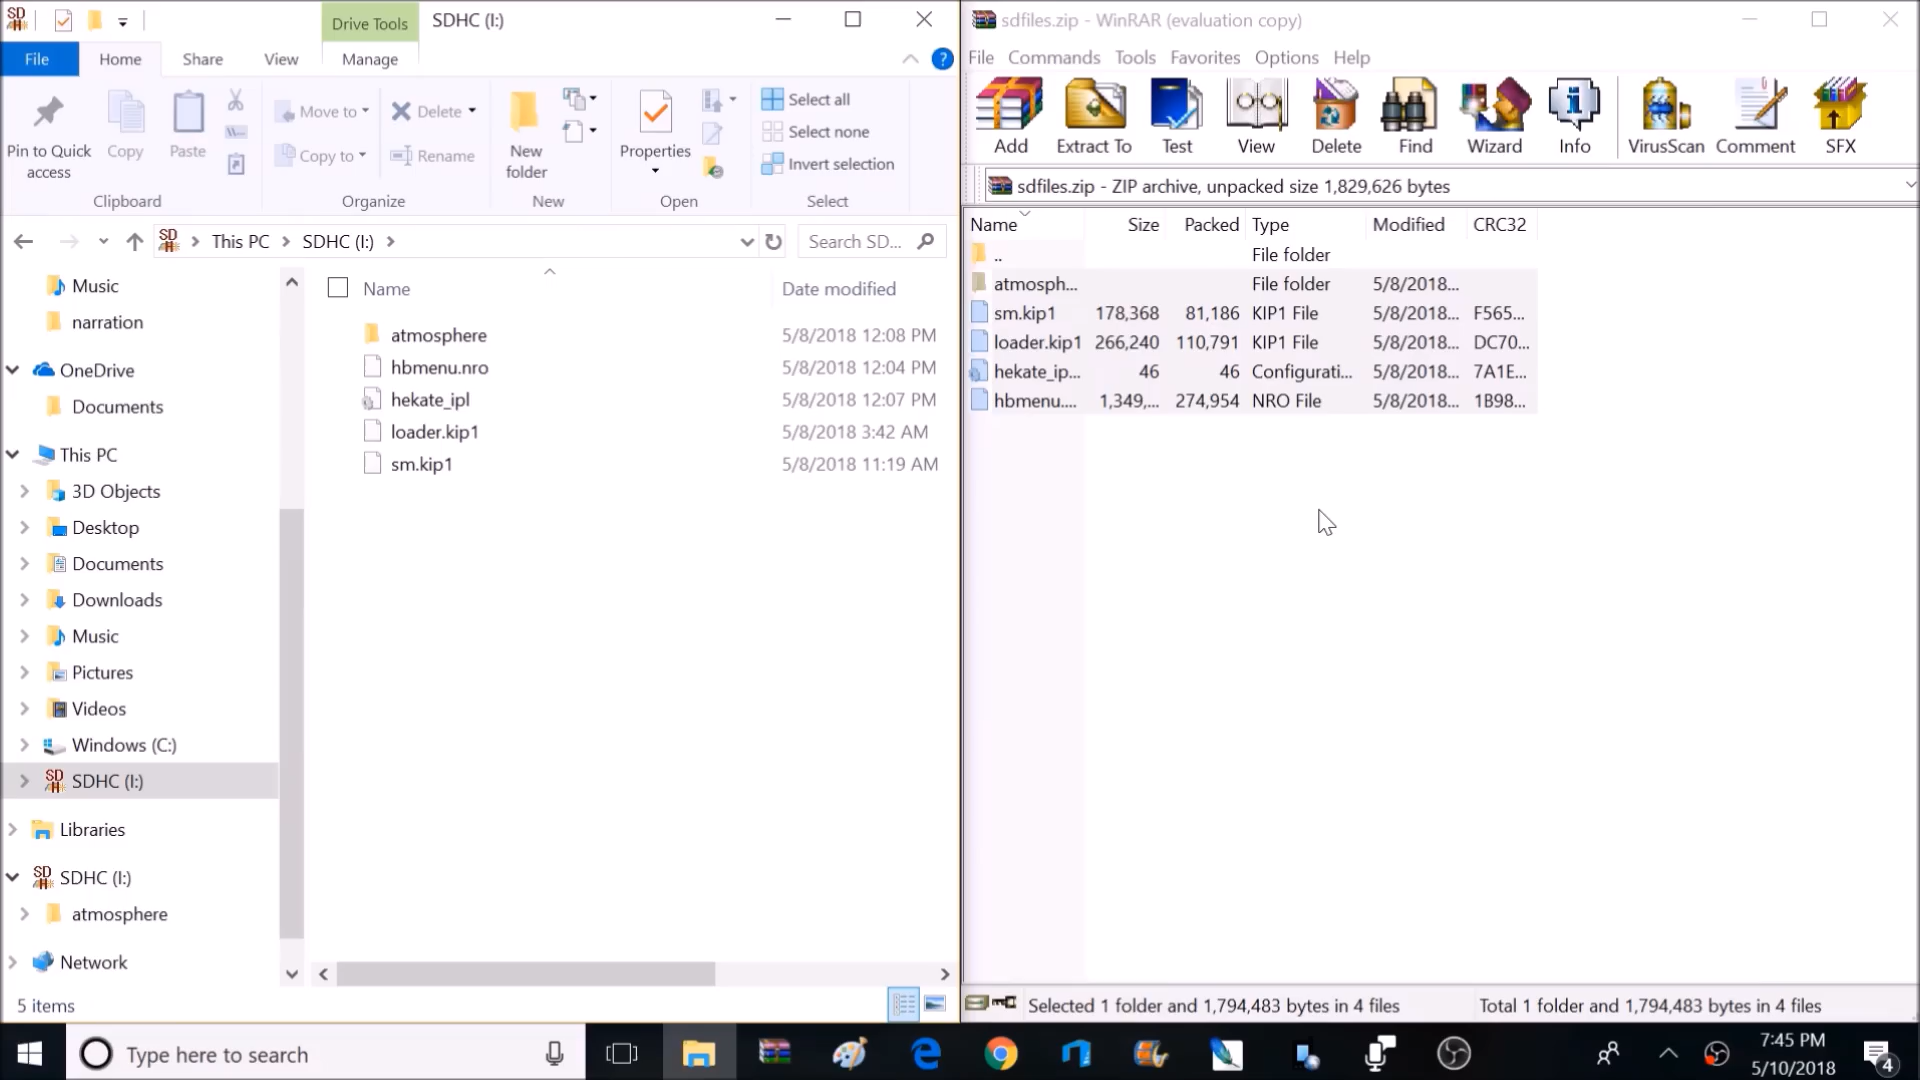 Drive Tools
SDHC (I:)
File
Home
Share
View
Manage
?
Pin to Quick access
Copy
Paste
Move to
Copy to
Delete
Rename
New folder
Properties
Select all
Select none
Invert selection
Clipboard
Organize
New
Open
Select
This PC
SDHC (I:)
Search SD...
Music
narration
OneDrive
Documents
This PC
3D Objects
Desktop
Documents
Downloads
Music
Pictures
Videos
Windows (C:)
SDHC (I:)
Libraries
SDHC (I:)
atmosphere
Network
Name Date modified
atmosphere 5/8/2018 12:08 PM
hbmenu.nro 5/8/2018 12:04 PM
hekate_ipl 5/8/2018 12:07 PM
loader.kip1 5/8/2018 3:42 AM
sm.kip1 5/8/2018 11:19 AM
5 items
sdfiles.zip - WinRAR (evaluation copy)
File Commands Tools Favorites Options Help
Add Extract To Test View Delete Find Wizard Info VirusScan Comment SFX
sdfiles.zip - ZIP archive, unpacked size 1,829,626 bytes
Name Size Packed Type Modified CRC32
.. File folder
atmosph... File folder 5/8/2018...
sm.kip1 178,368 81,186 KIP1 File 5/8/2018... F565...
loader.kip1 266,240 110,791 KIP1 File 5/8/2018... DC70...
hekate_ip... 46 46 Configurati... 5/8/2018... 7A1E...
hbmenu.... 1,349,... 274,954 NRO File 5/8/2018... 1B98...
Selected 1 folder and 1,794,483 bytes in 4 files
Total 1 folder and 1,794,483 bytes in 4 files
Type here to search
7:45 PM
5/10/2018
4